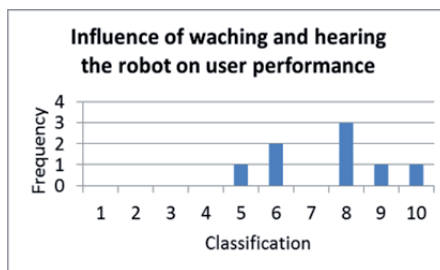 Influence of waching and hearing
the robot on user performance
Frequency
4
3
2
1
0
1 2 3 4 5 6 7 8 9 10
Classification